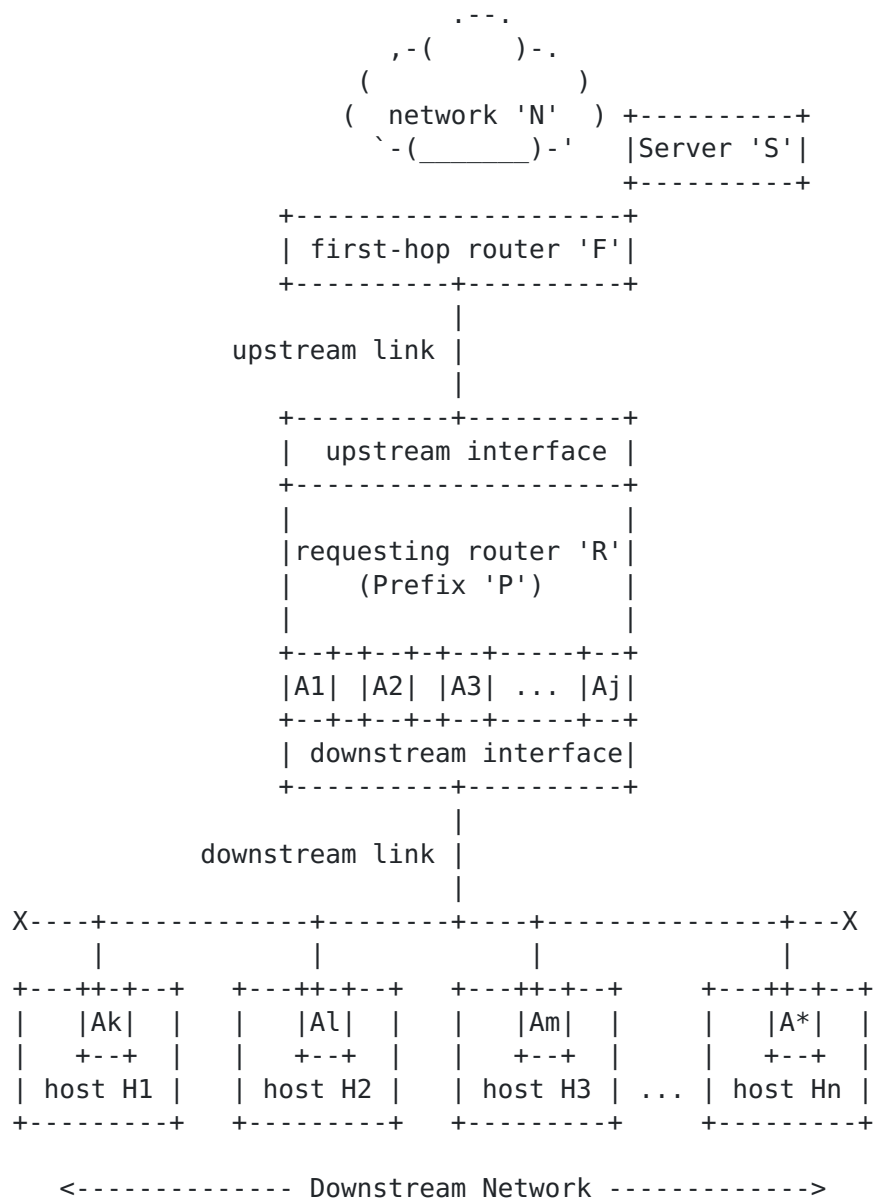 network 'N'
Server 'S'
first-hop router 'F'
upstream link
upstream interface
requesting router 'R'
(Prefix 'P')
A1 A2 A3 ... Aj
downstream interface
downstream link
X X
Ak Al Am A*
host H1 host H2 host H3 ... host Hn
<-------------- Downstream Network ------------->